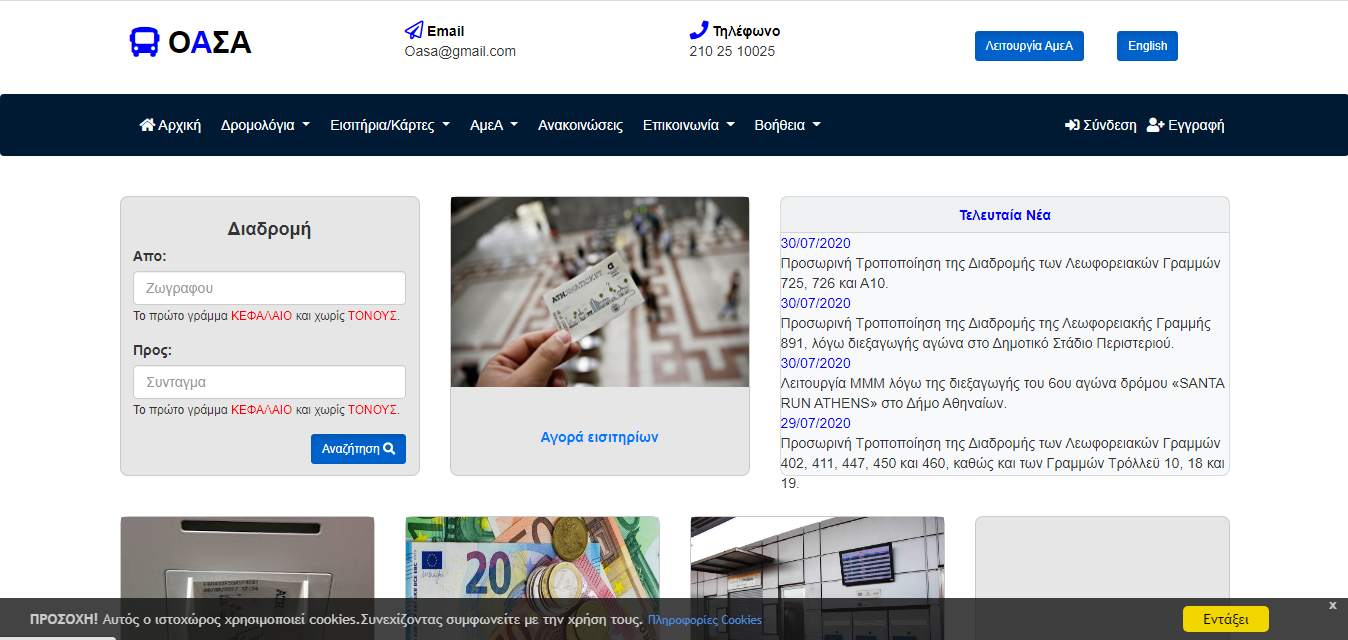 ΟΑΣΑ
Email
Oasa@gmail.com
Τηλέφωνο
210 25 10025
Λειτουργία ΑμεΑ
English
Αρχική Δρομολόγια Εισιτήρια/Κάρτες ΑμεΑ Ανακοινώσεις Επικοινωνία Βοήθεια Σύνδεση Εγγραφή
Διαδρομή
Απο:
Ζωγραφου
Το πρώτο γράμμα ΚΕΦΑΛΑΙΟ και χωρίς ΤΟΝΟΥΣ.
Προς:
Συνταγμα
Το πρώτο γράμμα ΚΕΦΑΛΑΙΟ και χωρίς ΤΟΝΟΥΣ.
Αναζήτηση
ATH.ENA TICKET
Αγορά εισιτηρίων
Τελευταία Νέα
30/07/2020
Προσωρινή Τροποποίηση της Διαδρομής των Λεωφορειακών Γραμμών
725, 726 και Α10.
30/07/2020
Προσωρινή Τροποποίηση της Διαδρομής της Λεωφορειακής Γραμμής
891, λόγω διεξαγωγής αγώνα στο Δημοτικό Στάδιο Περιστεριού.
30/07/2020
Λειτουργία ΜΜΜ λόγω της διεξαγωγής του 6ου αγώνα δρόμου «SANTA
RUN ATHENS» στο Δήμο Αθηναίων.
29/07/2020
Προσωρινή Τροποποίηση της Διαδρομής των Λεωφορειακών Γραμμών
402, 411, 447, 450 και 460, καθώς και των Γραμμών Τρόλλεϋ 10, 18 και
19.
20
ΠΡΟΣΟΧΗ! Αυτός ο ιστοχώρος χρησιμοποιεί cookies.Συνεχίζοντας συμφωνείτε με την χρήση τους. Πληροφορίες Cookies
Εντάξει
x